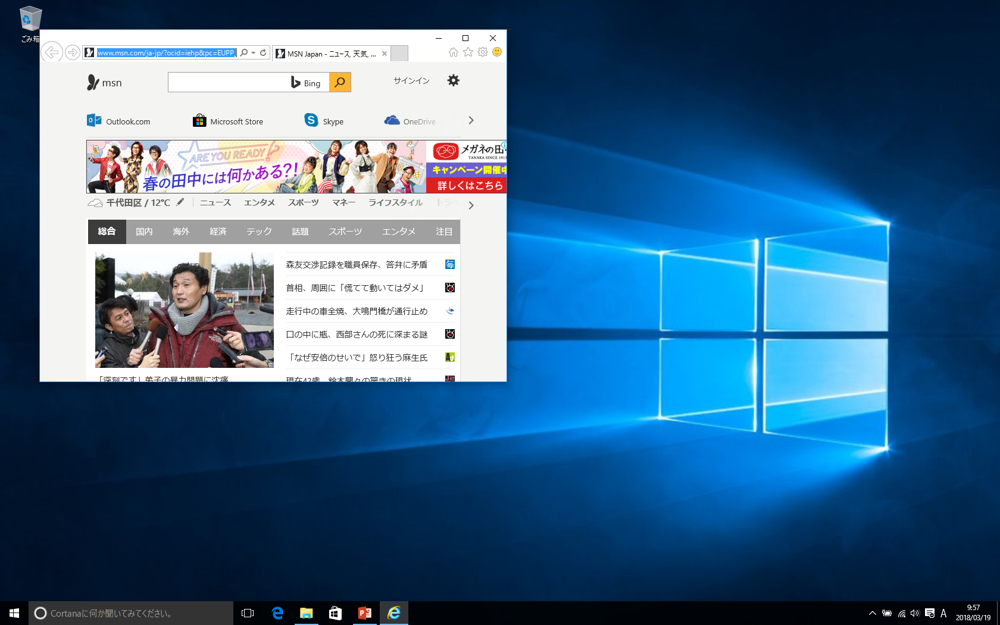 ごみ箱
www.msn.com/ja-jp/?ocid=iehp&pc=EUPP_
MSN Japan - ニュース, 天気, ...
msn
Bing
サインイン
Outlook.com
Microsoft Store
Skype
OneDrive
ARE YOU READY?!
春の田中には何かある?!
メガネの田
TANAKA SINCE 191
キャンペーン開催中
詳しくはこちら
千代田区 / 12°C
ニュース
エンタメ
スポーツ
マネー
ライフスタイル
トラベ
総合
国内
海外
経済
テック
話題
スポーツ
エンタメ
注目
森友交渉記録を職員保存、答弁に矛盾
毎
首相、周囲に「慌てて動いてはダメ」
走行中の車全焼、大鳴門橋が通行止め
口の中に瓶、西部さんの死に深まる謎
「なぜ安倍のせいで」怒り狂う麻生氏
現在42歳、鈴木蘭々の驚きの現状
「深刻です」弟子の暴力問題に沈痛
Cortanaに何か聞いてみてください。
A
9:57
2018/03/19